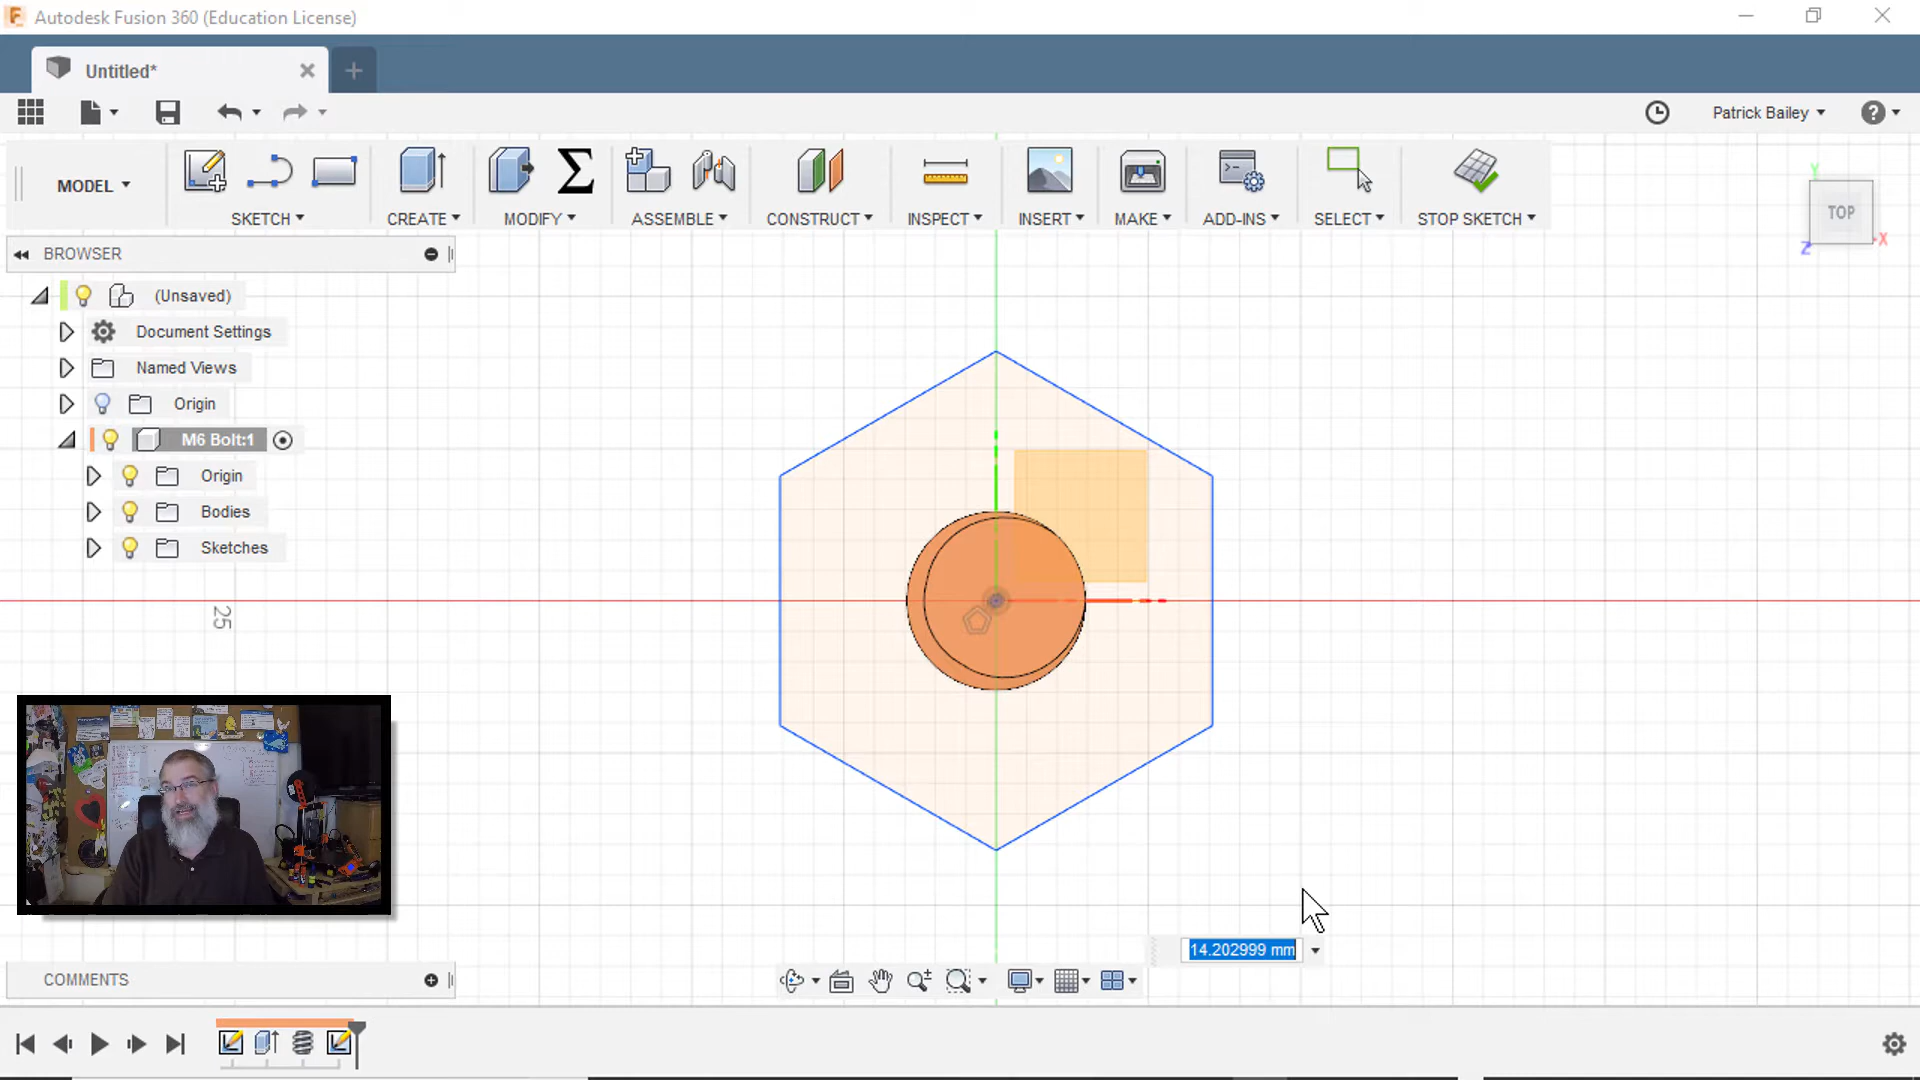 Autodesk Fusion 360 (Education License)
Untitled*
Patrick Bailey
MODEL
SKETCH
CREATE
MODIFY
ASSEMBLE
CONSTRUCT
INSPECT
INSERT
MAKE
ADD-INS
SELECT
STOP SKETCH
Y
TOP
X
Z
BROWSER
(Unsaved)
Document Settings
Named Views
Origin
M6 Bolt:1
Origin
Bodies
Sketches
25
14.202999 mm
COMMENTS